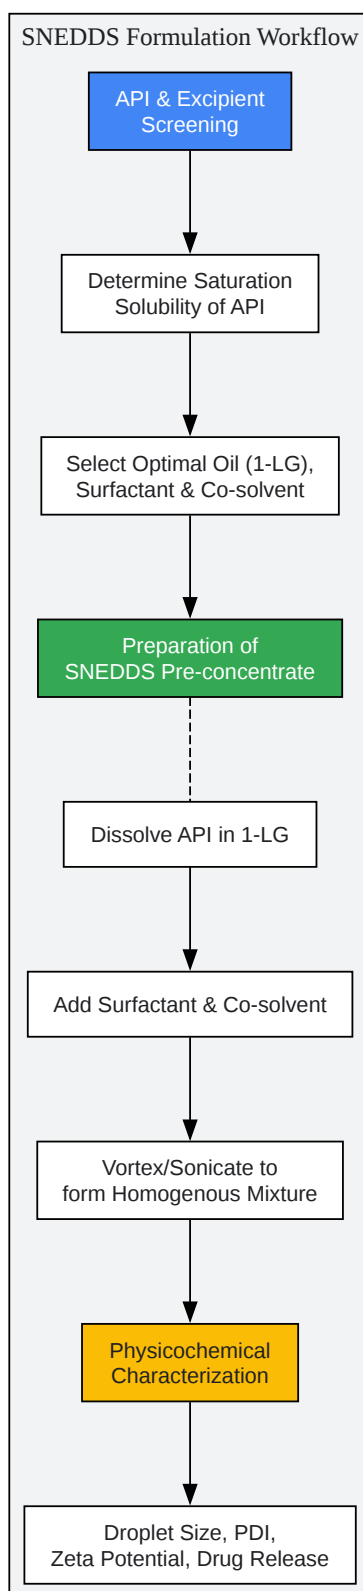 SNEDDS Formulation Workflow
API & Excipient
Screening
Determine Saturation
Solubility of API
Select Optimal Oil (1-LG),
Surfactant & Co-solvent
Preparation of
SNEDDS Pre-concentrate
Dissolve API in 1-LG
Add Surfactant & Co-solvent
Vortex/Sonicate to
form Homogenous Mixture
Physicochemical
Characterization
Droplet Size, PDI,
Zeta Potential, Drug Release